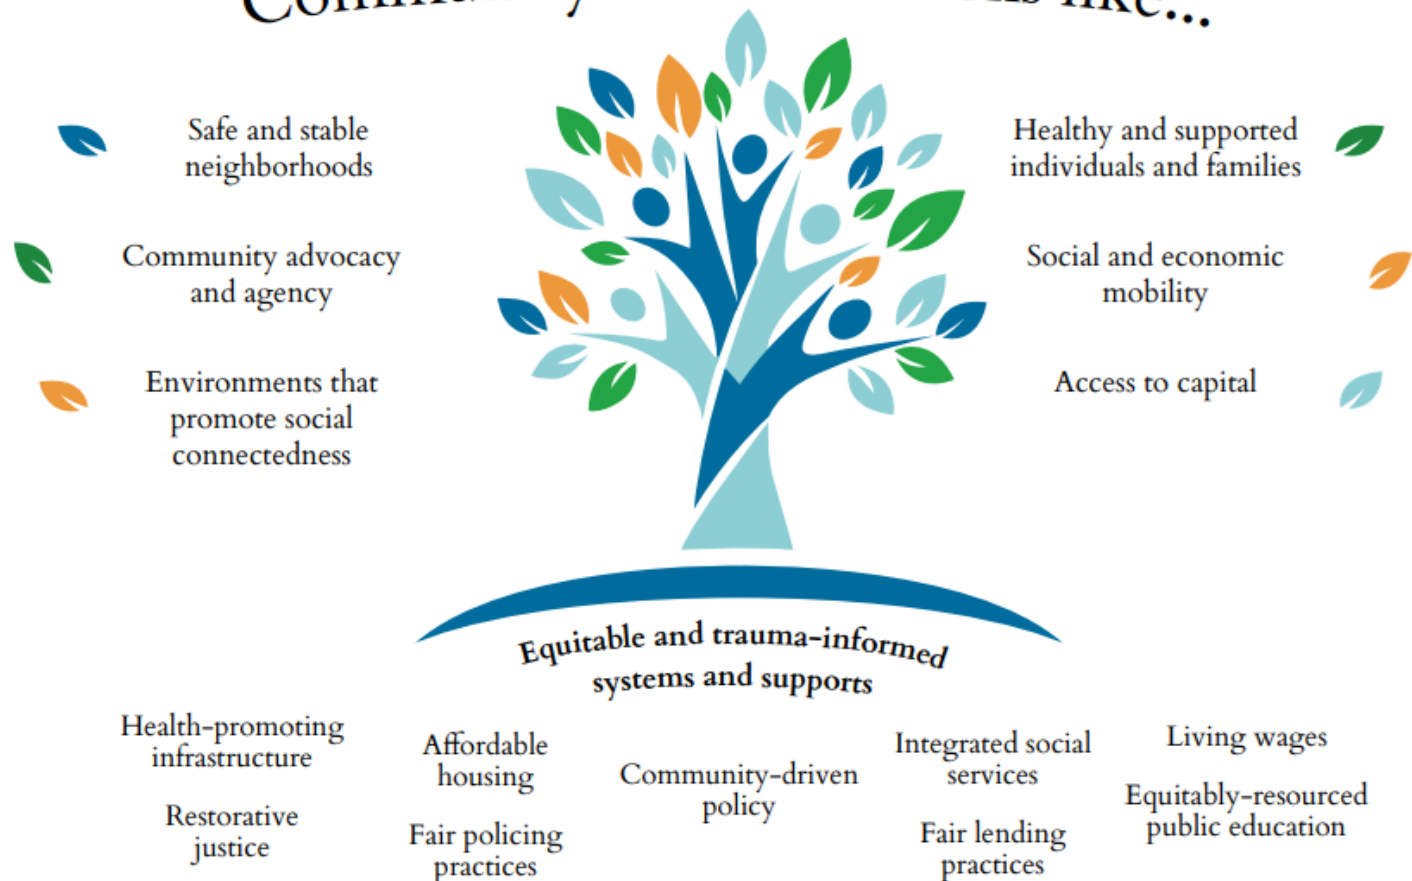 Community
like...
Safe and stable
neighborhoods
Community advocacy
and agency
Environments that
promote social
connectedness
Healthy and supported
individuals and families
Social and economic
mobility
Access to capital
Equitable and trauma-informed
systems and supports
Health-promoting
infrastructure
Restorative
justice
Affordable
housing
Fair policing
practices
Community-driven
policy
Integrated social
services
Fair lending
practices
Living wages
Equitably-resourced
public education